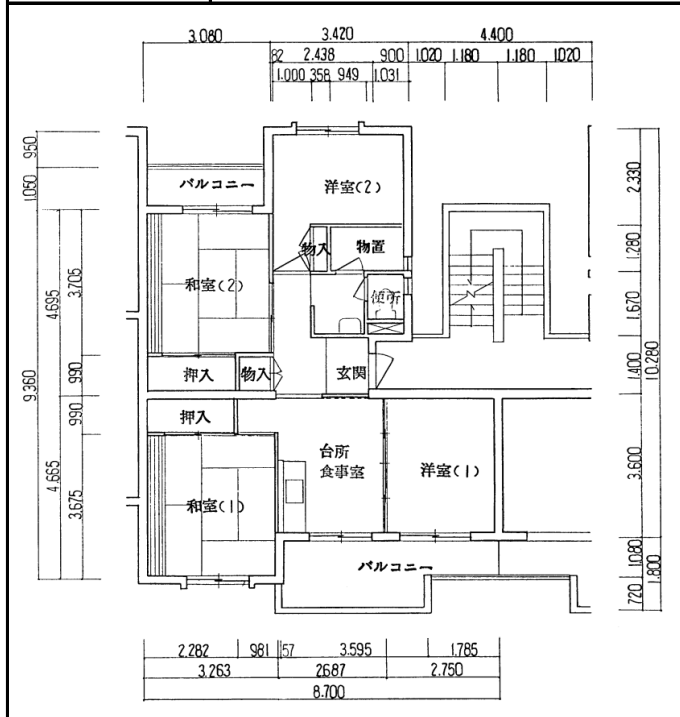 3.080 3.420 4.400
82 2.438 900 1.020 1.180 1.180 1.020
1.000 358 949 1.031
950
1.050
3.705
4.695
990
9.360
990
4.665
3.675
2.330
1.280
1.670
1.400
10.280
3.600
1.080
1.800
720
バルコニー
洋室(2)
物入
物置
和室(2)
便所
押入
物入
玄関
押入
台所
食事室
洋室(1)
和室(1)
バルコニー
2.282 981 157 3.595 1.785
3.263 2687 2.750
8.700